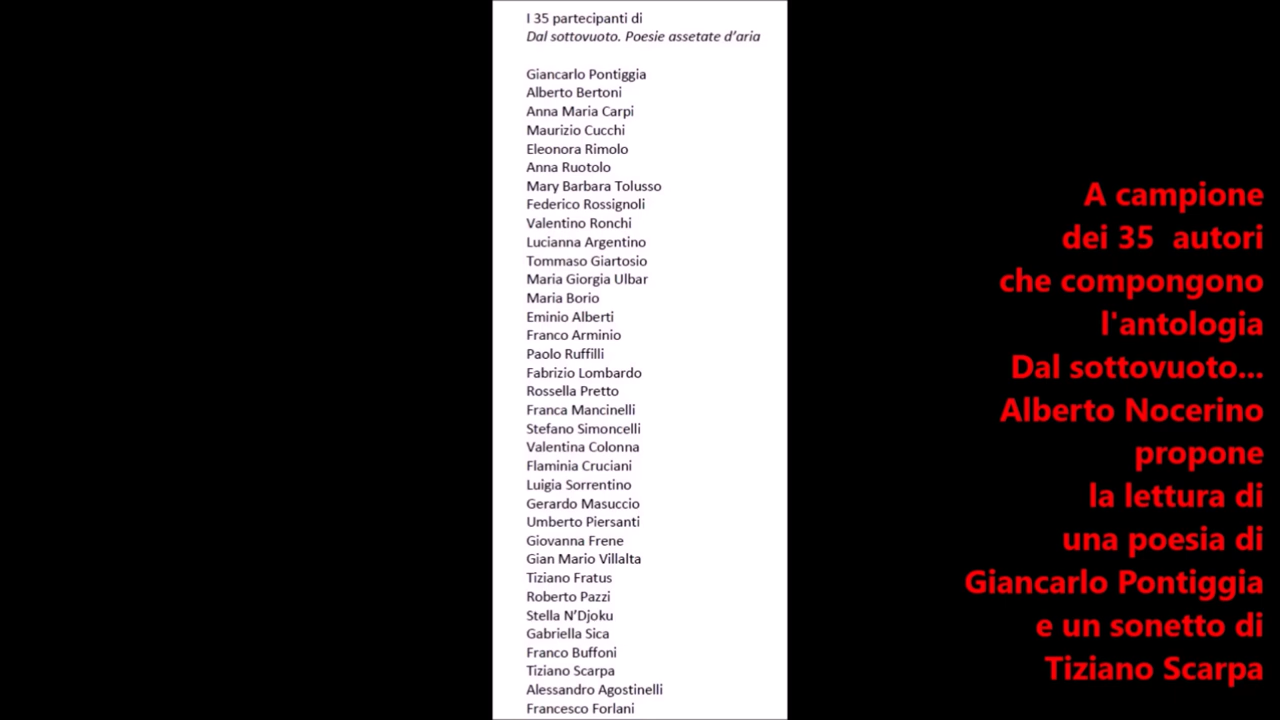 I 35 partecipanti di
Dal sottovuoto. Poesie assetate d'aria
Giancarlo Pontiggia
Alberto Bertoni
Anna Maria Carpi
Maurizio Cucchi
Eleonora Rimolo
Anna Ruotolo
Mary Barbara Tolusso
Federico Rossignoli
Valentino Ronchi
Lucianna Argentino
Tommaso Giartosio
Maria Giorgia Ulbar
Maria Borio
Eminio Alberti
Franco Arminio
Paolo Ruffilli
Fabrizio Lombardo
Rossella Pretto
Franca Mancinelli
Stefano Simoncelli
Valentina Colonna
Flaminia Cruciani
Luigia Sorrentino
Gerardo Masuccio
Umberto Piersanti
Giovanna Frene
Gian Mario Villalta
Tiziano Fratus
Roberto Pazzi
Stella N'Djoku
Gabriella Sica
Franco Buffoni
Tiziano Scarpa
Alessandro Agostinelli
Francesco Forlani
A campione
dei 35 autori
che compongono
l'antologia
Dal sottovuoto...
Alberto Nocerino
propone
la lettura di
una poesia di
Giancarlo Pontiggia
e un sonetto di
Tiziano Scarpa